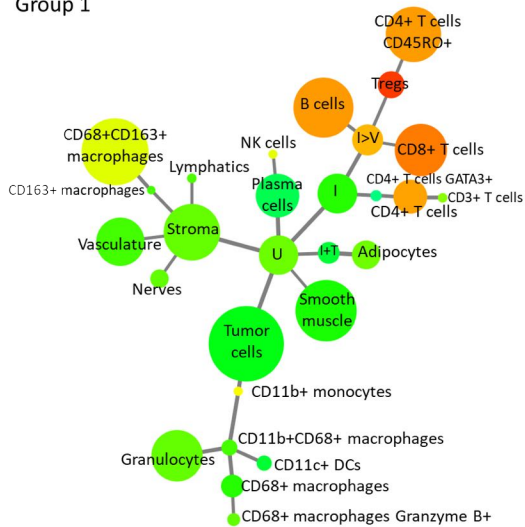 Group 1
CD4+ T cells
CD45RO+
Tregs
B cells
I>V
CD8+ T cells
CD68+CD163+
macrophages
NK cells
Lymphatics
CD163+ macrophages
Plasma
cells
I
CD4+ T cells GATA3+
CD3+ T cells
CD4+ T cells
Stroma
Vasculature
U
I+T
Adipocytes
Nerves
Smooth
muscle
Tumor
cells
CD11b+ monocytes
CD11b+CD68+ macrophages
Granulocytes
CD11c+ DCs
CD68+ macrophages
CD68+ macrophages Granzyme B+